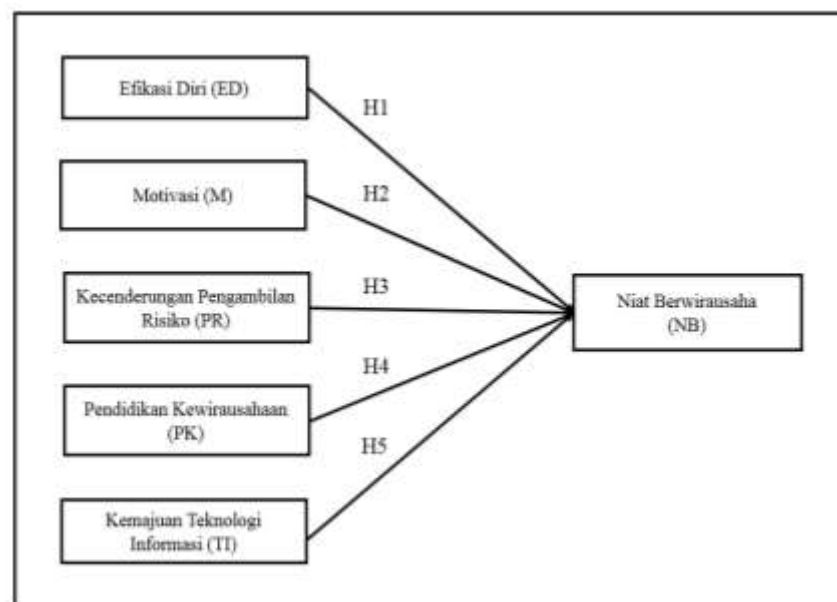 Efikasi Diri (ED)
H1
Motivasi (M)
H2
Kecenderungan Pengambilan
Risiko (PR)
H3
Niat Berwirausaha
(NB)
H4
Pendidikan Kewirausahaan
(PK)
H5
Kemajuan Teknologi
Informasi (TI)